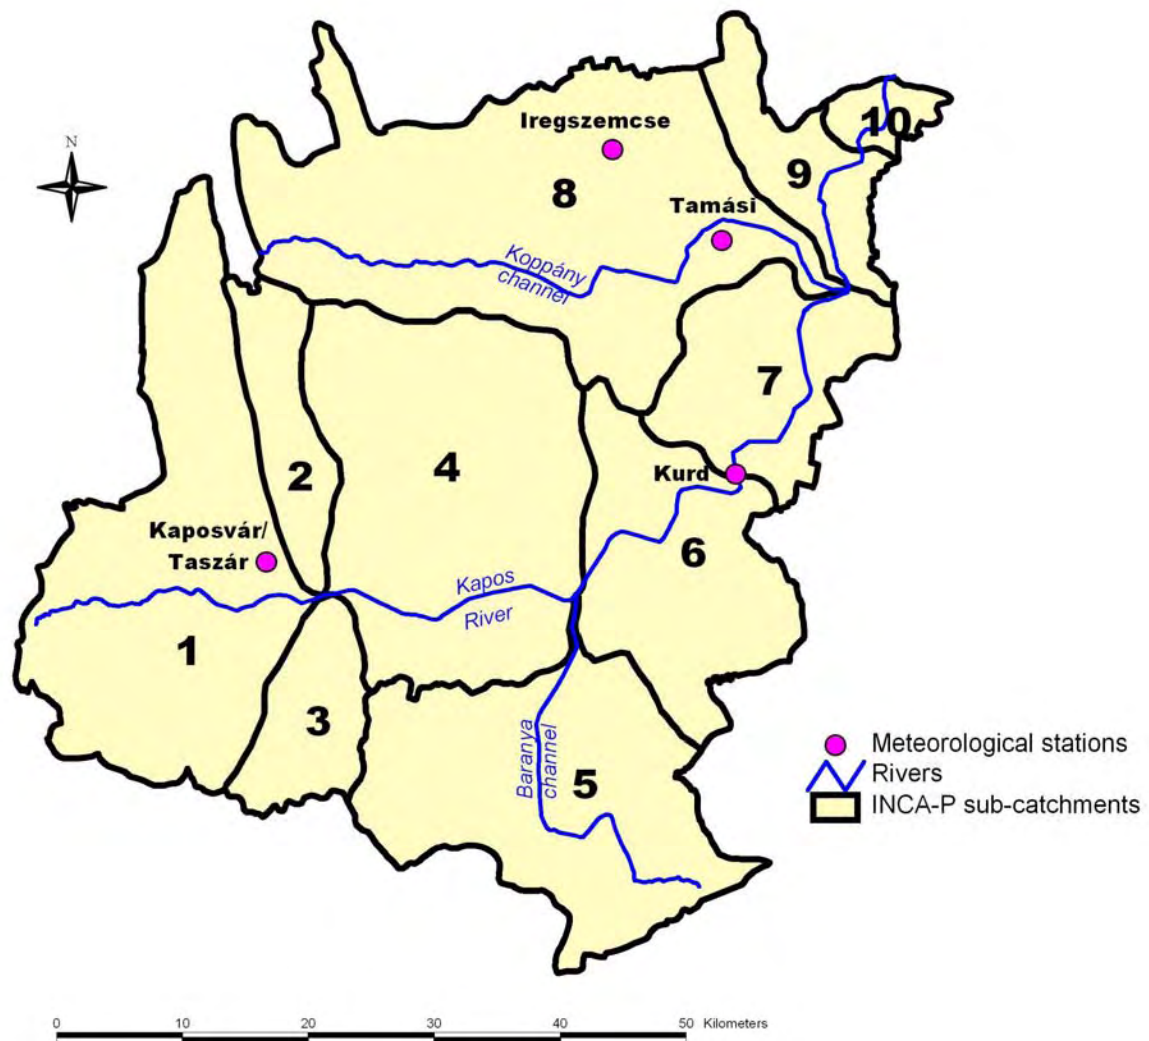 N
Iregszemcse
10
9
8
Tamási
Koppány
channel
7
2
4
Kurd
Kaposvár/
Taszár
6
Kapos
River
1
3
Baranya
channel
5
Meteorological stations
Rivers
INCA-P sub-catchments
0 10 20 30 40 50 Kilometers